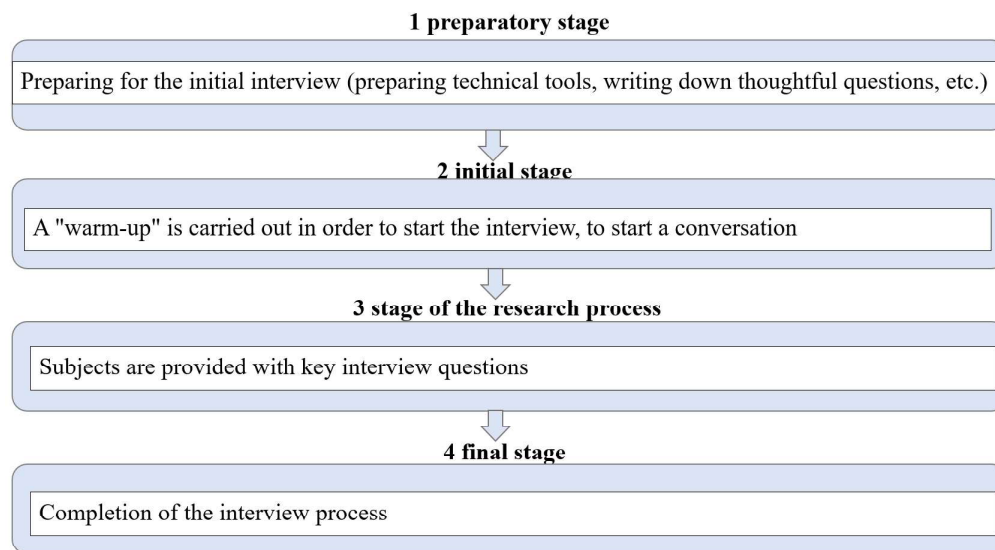 1 preparatory stage
Preparing for the initial interview (preparing technical tools, writing down thoughtful questions, etc.)
2 initial stage
A "warm-up" is carried out in order to start the interview, to start a conversation
3 stage of the research process
Subjects are provided with key interview questions
4 final stage
Completion of the interview process